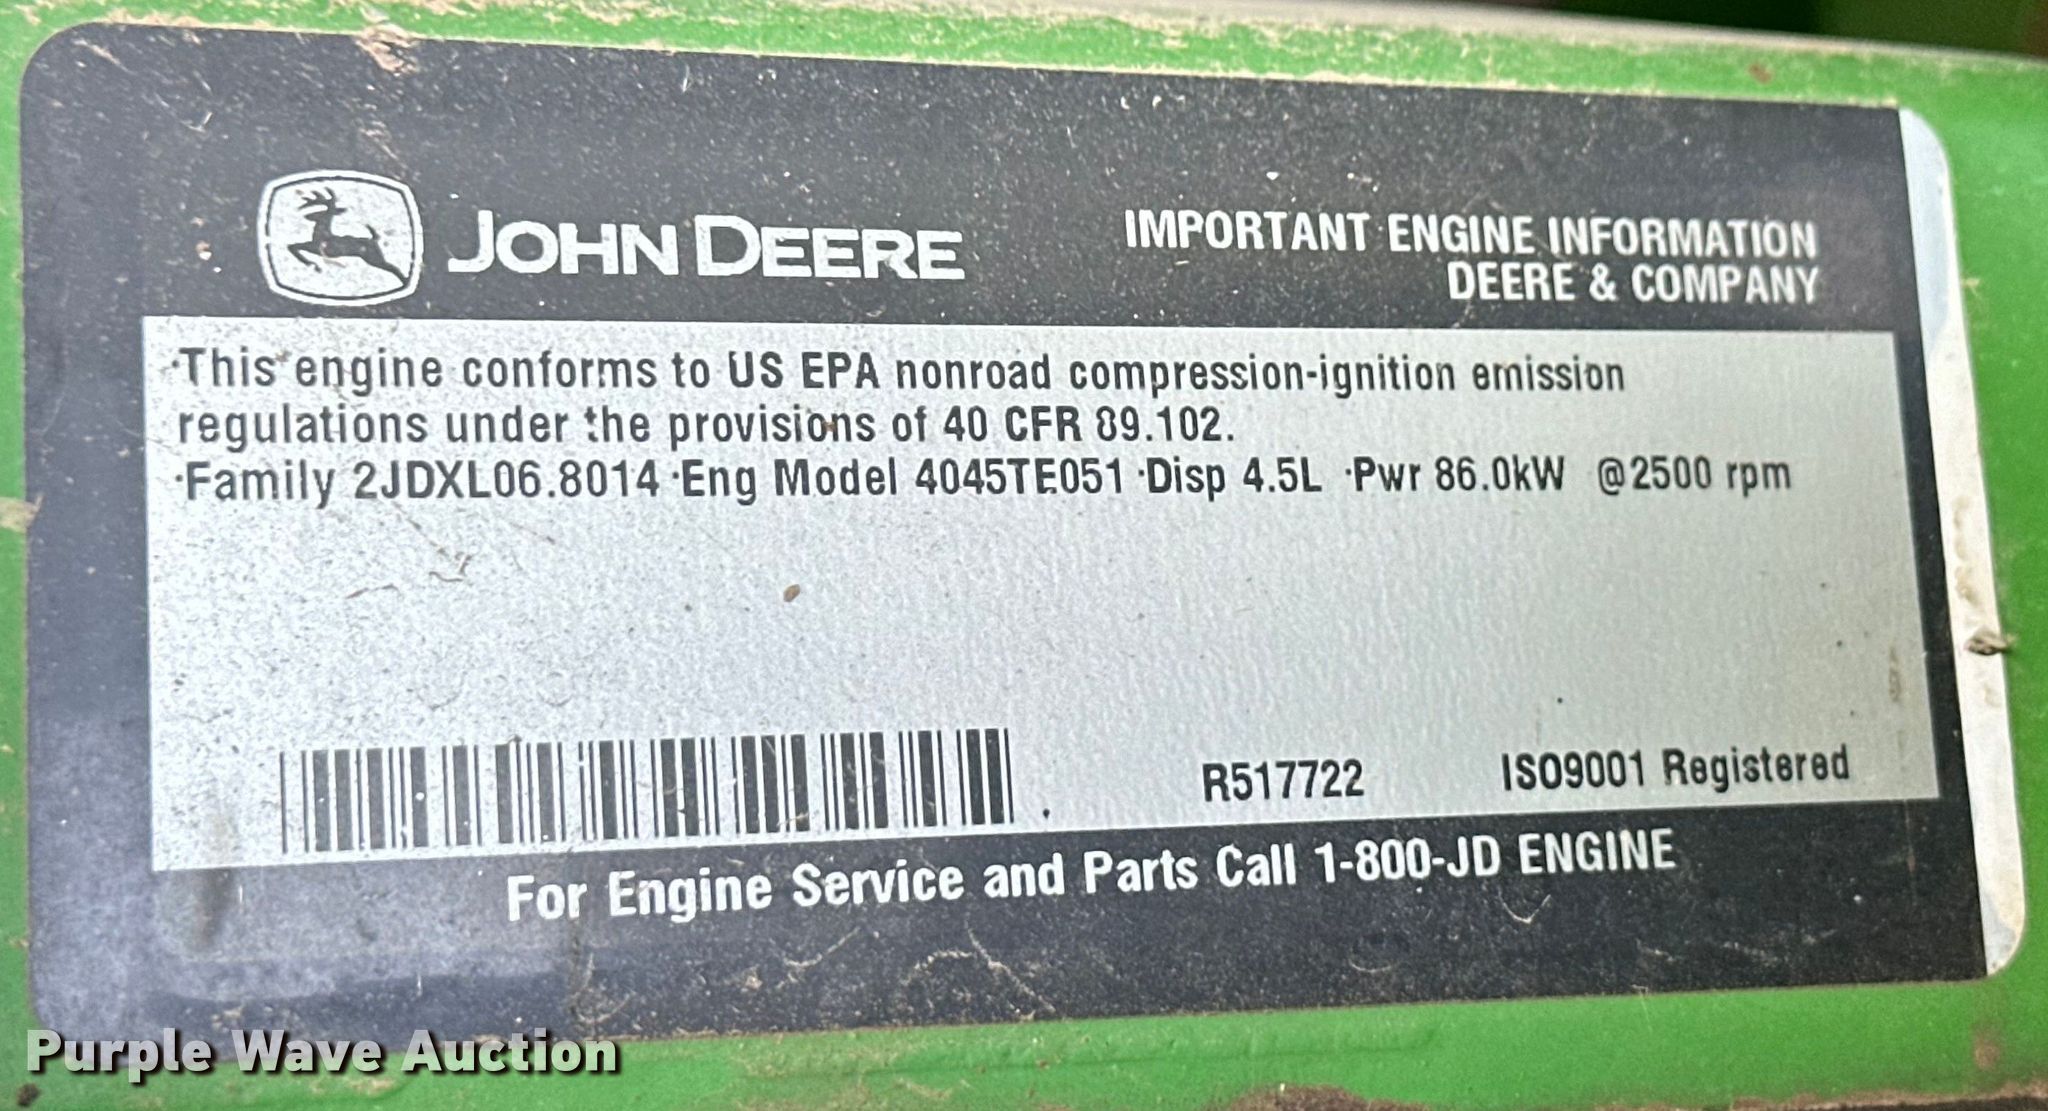 JOHN DEERE
IMPORTANT ENGINE INFORMATION
DEERE & COMPANY
·This engine conforms to US EPA nonroad compression-ignition emission
regulations under the provisions of 40 CFR 89.102.
·Family 2JDXL06.8014 ·Eng Model 4045TE051 ·Disp 4.5L ·Pwr 86.0kW @2500 rpm
R517722 ISO9001 Registered
For Engine Service and Parts Call 1-800-JD ENGINE
Purple Wave Auction